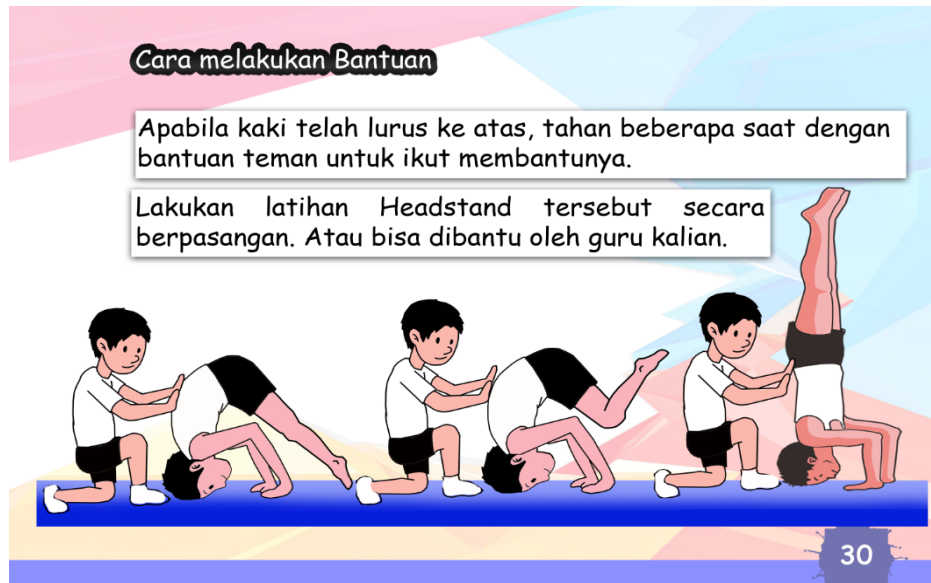 Cara melakukan Bantuan
Apabila kaki telah lurus ke atas, tahan beberapa saat dengan
bantuan teman untuk ikut membantunya.
Lakukan latihan Headstand tersebut secara
berpasangan. Atau bisa dibantu oleh guru kalian.
30